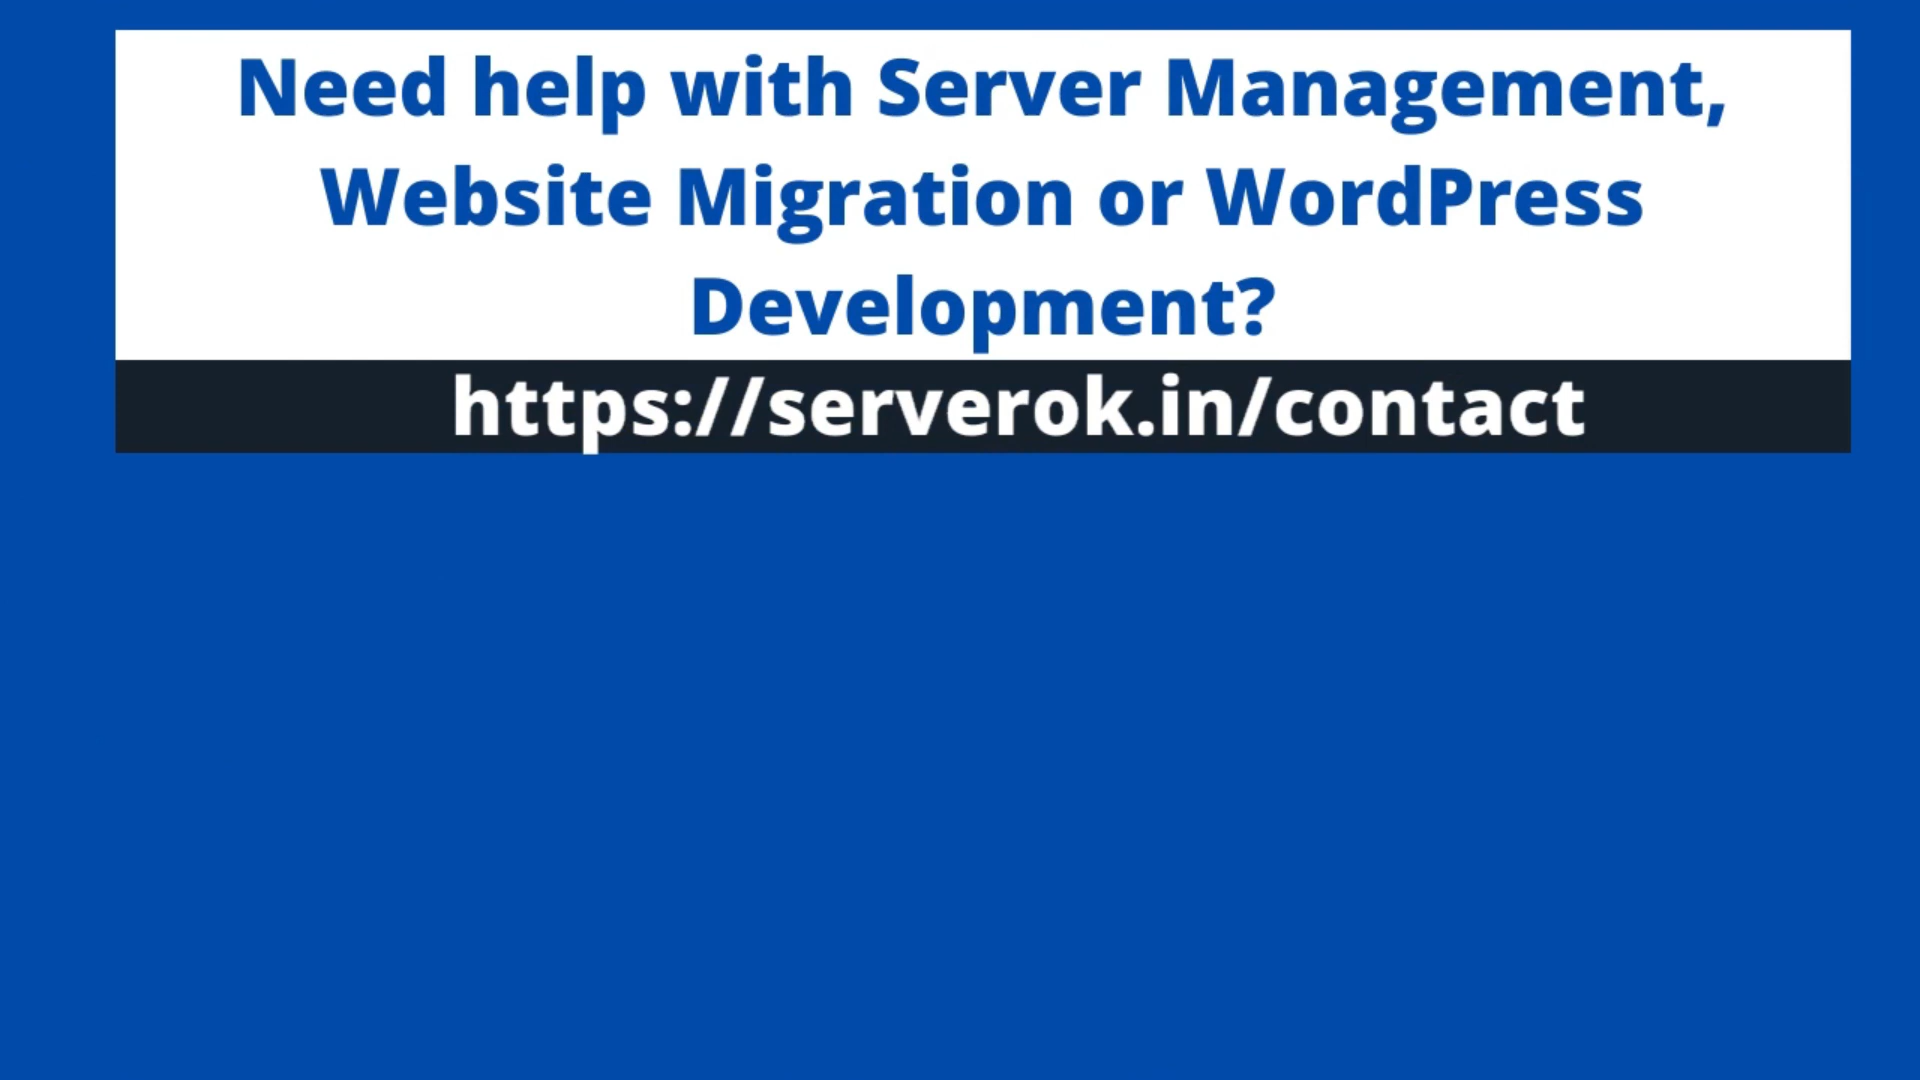 Need help with Server Management,
Website Migration or WordPress
Development?
https://serverok.in/contact